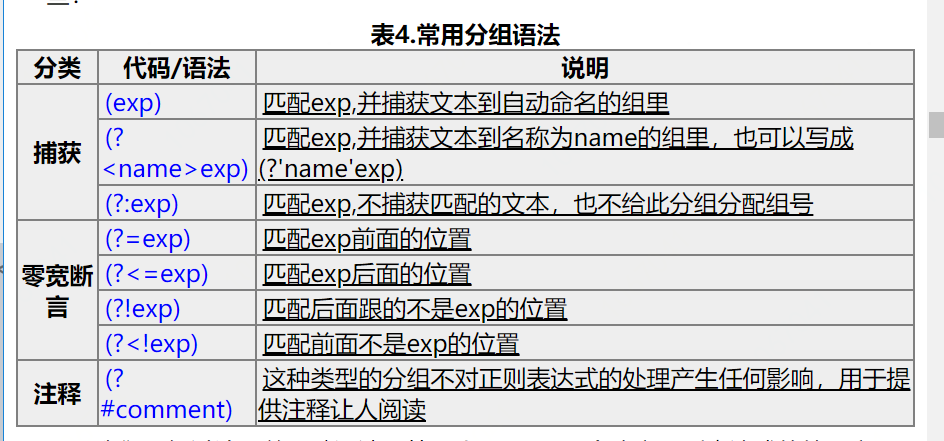 表4.常用分组语法
分类 代码/语法 说明
捕获
(exp) 匹配exp,并捕获文本到自动命名的组里
(?
<name>exp)
匹配exp,并捕获文本到名称为name的组里，也可以写成
(?'name'exp)
(?:exp) 匹配exp,不捕获匹配的文本，也不给此分组分配组号
零宽断
言
(?=exp) 匹配exp前面的位置
(?<=exp) 匹配exp后面的位置
(?!exp) 匹配后面跟的不是exp的位置
(?<!exp) 匹配前面不是exp的位置
注释
(?
#comment)
这种类型的分组不对正则表达式的处理产生任何影响，用于提
供注释让人阅读